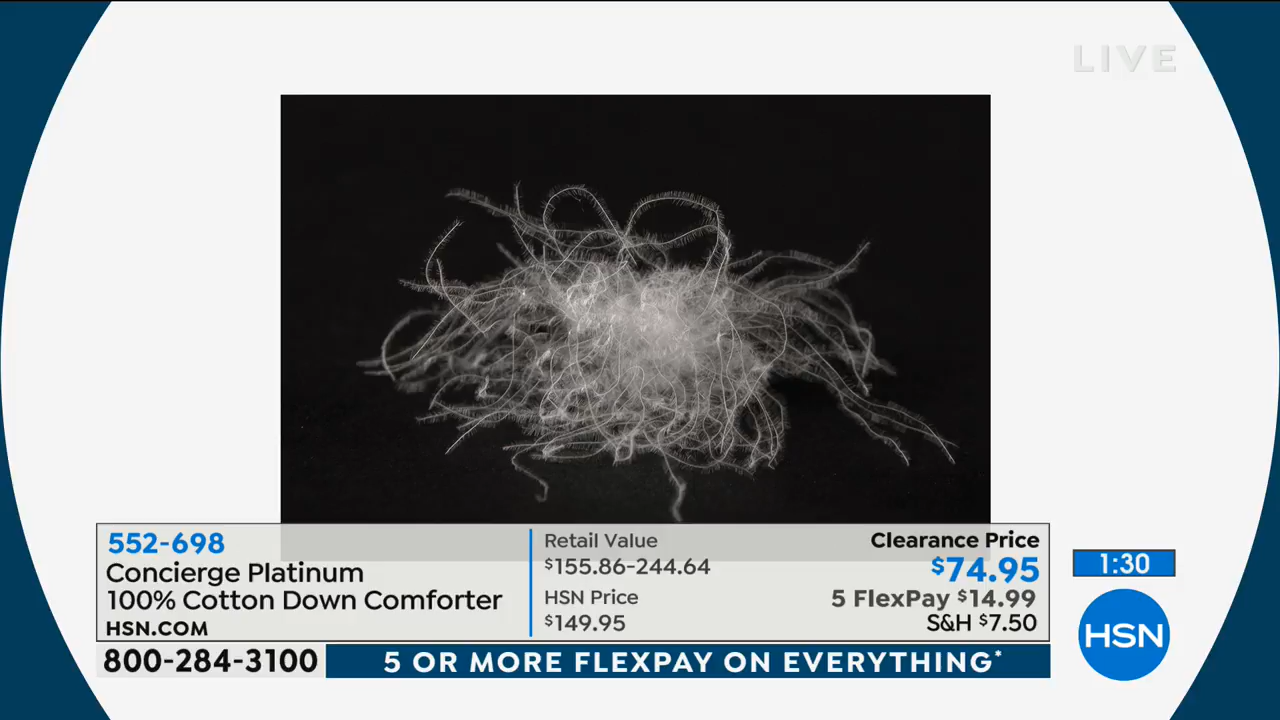 LIVE
552-698
Concierge Platinum
100% Cotton Down Comforter
HSN.COM
Retail Value
$155.86-244.64
HSN Price
$149.95
Clearance Price
$74.95
5 FlexPay $14.99
S&H $7.50
1:30
HSN
800-284-3100
5 OR MORE FLEXPAY ON EVERYTHING*